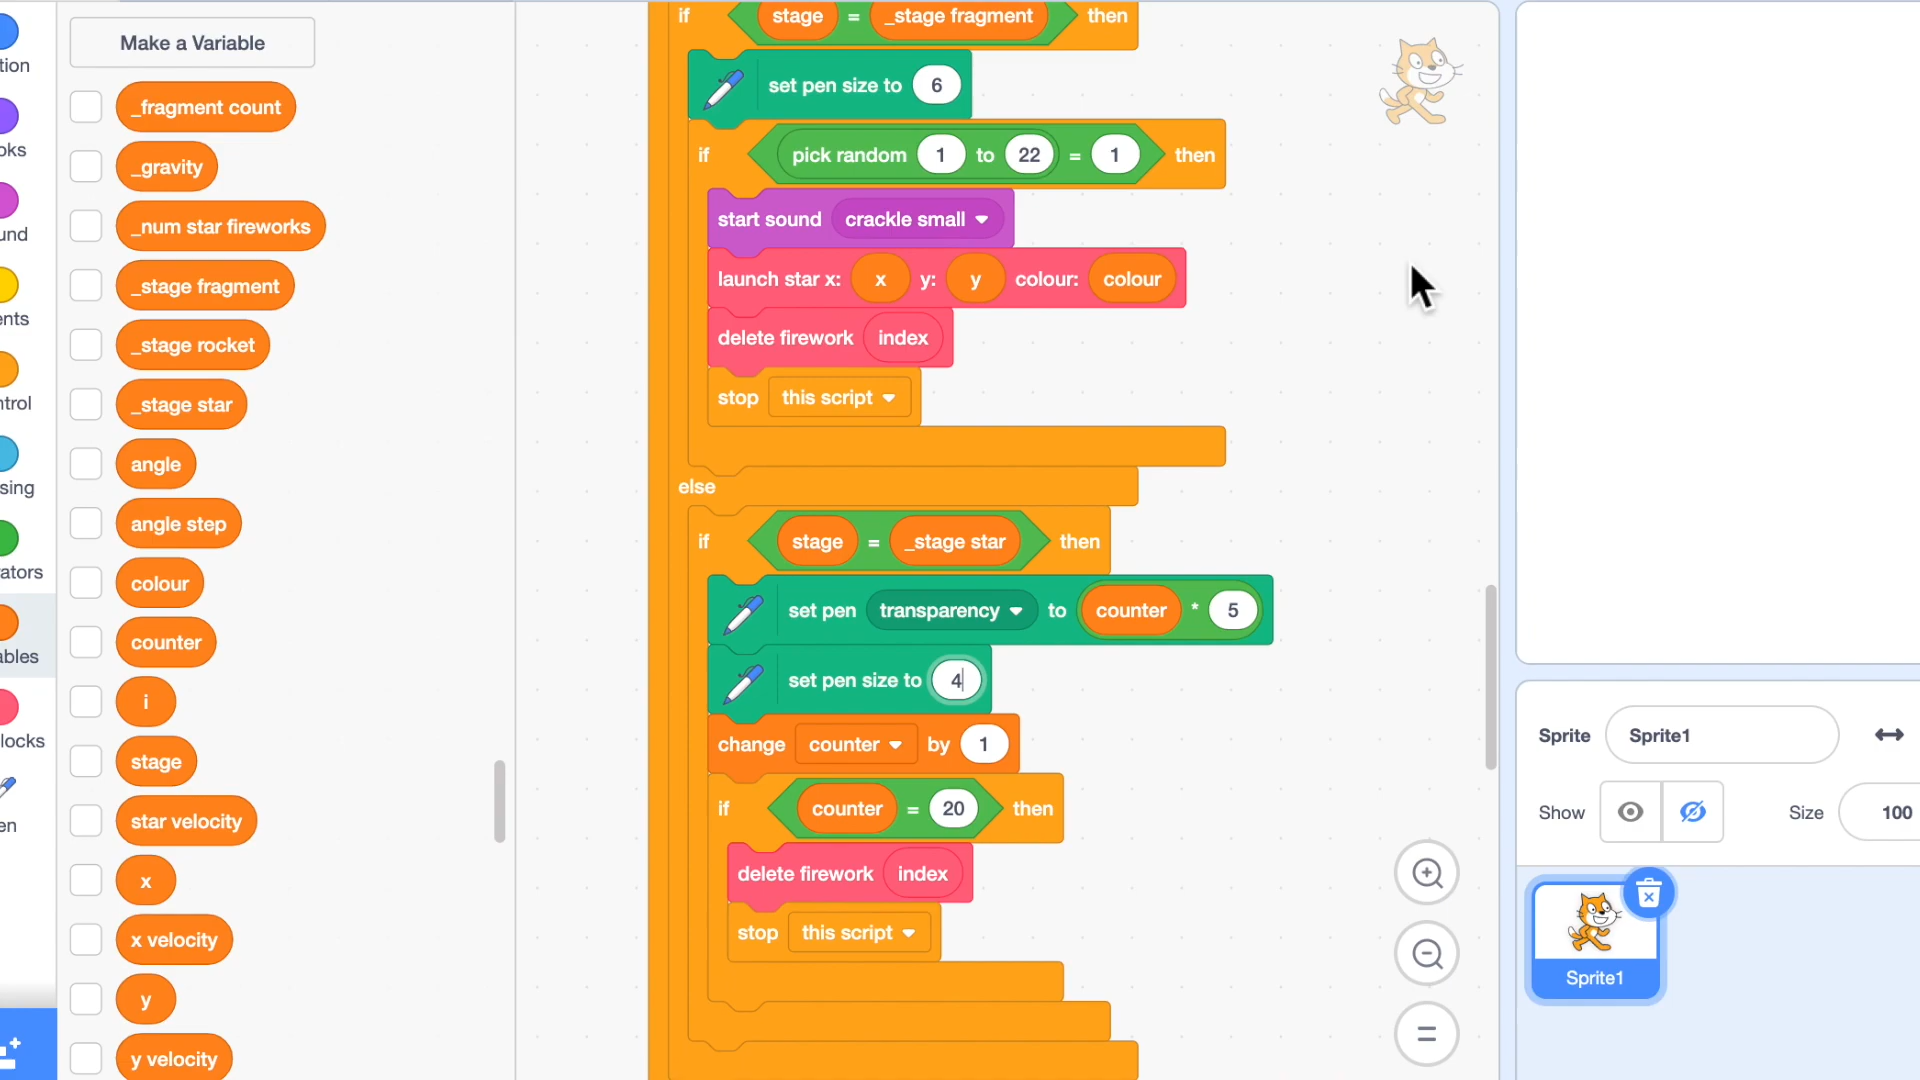 Make a Variable
_fragment count
_gravity
_num star fireworks
_stage fragment
_stage rocket
_stage star
angle
angle step
colour
counter
i
stage
star velocity
x
x velocity
y
y velocity
tion
oks
und
ents
ntrol
sing
ators
ables
locks
en
if stage = _stage fragment then
set pen size to 6
if pick random 1 to 22 = 1 then
start sound crackle small
launch star x: x y: y colour: colour
delete firework index
stop this script
else
if stage = _stage star then
set pen transparency to counter * 5
set pen size to 4
change counter by 1
if counter = 20 then
delete firework index
stop this script
Sprite Sprite1
Show Size 100
Sprite1